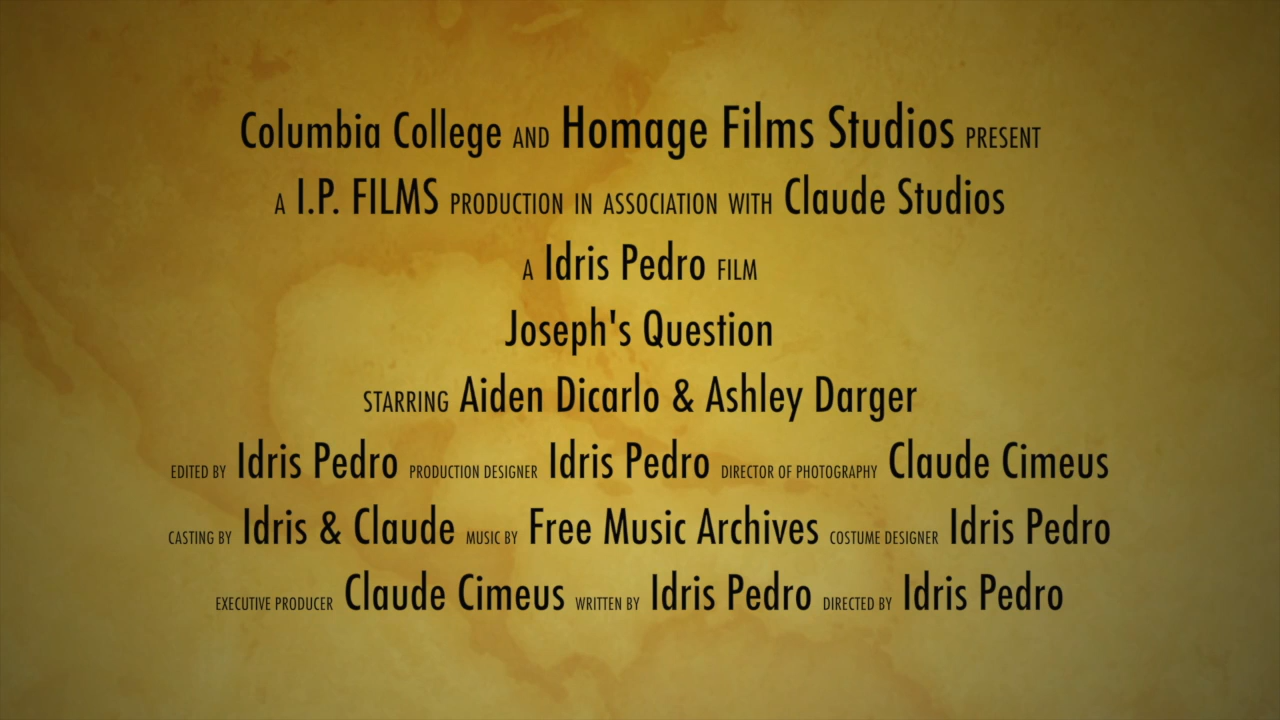 Columbia College AND Homage Films Studios PRESENT
A I.P. FILMS PRODUCTION IN ASSOCIATION WITH Claude Studios
A Idris Pedro FILM
Joseph's Question
STARRING Aiden Dicarlo & Ashley Darger
EDITED BY Idris Pedro PRODUCTION DESIGNER Idris Pedro DIRECTOR OF PHOTOGRAPHY Claude Cimeus
CASTING BY Idris & Claude MUSIC BY Free Music Archives COSTUME DESIGNER Idris Pedro
EXECUTIVE PRODUCER Claude Cimeus WRITTEN BY Idris Pedro DIRECTED BY Idris Pedro